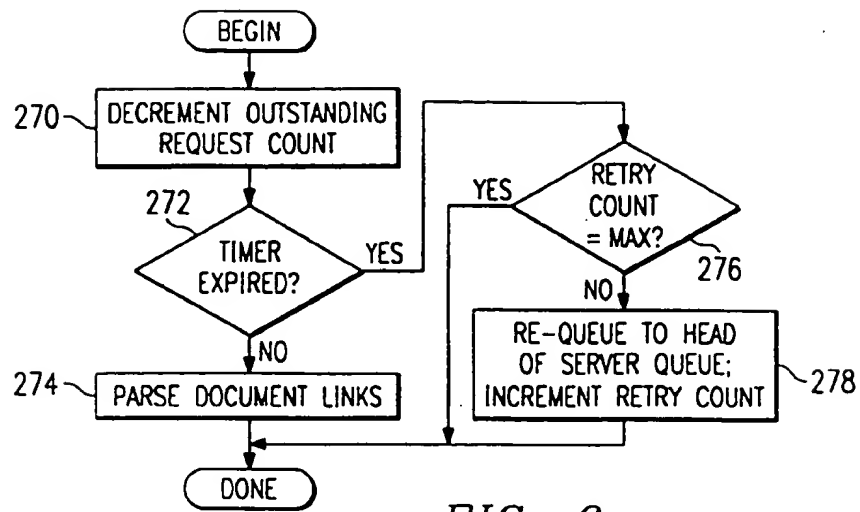 BEGIN
270
DECREMENT OUTSTANDING
REQUEST COUNT
272
TIMER
EXPIRED?
YES
NO
274
PARSE DOCUMENT LINKS
DONE
RETRY
COUNT
= MAX?
YES
276
NO
RE-QUEUE TO HEAD
OF SERVER QUEUE;
INCREMENT RETRY COUNT
278
FIG.